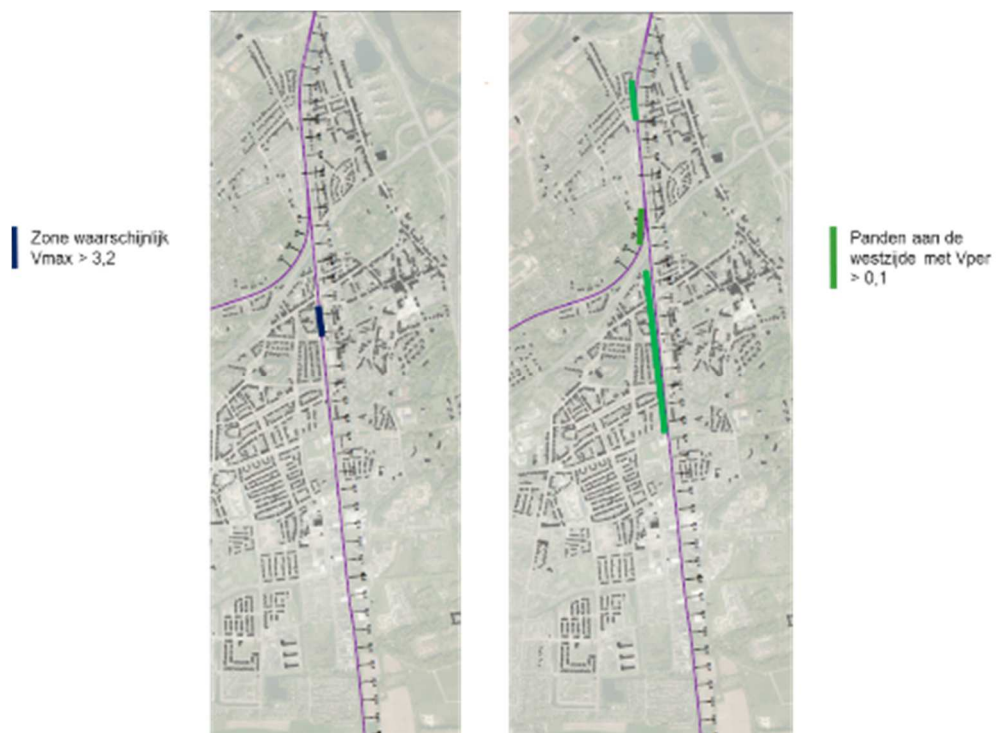 Zone waarschijnlijk
Vmax > 3,2
Panden aan de
westzijde met Vper
> 0,1